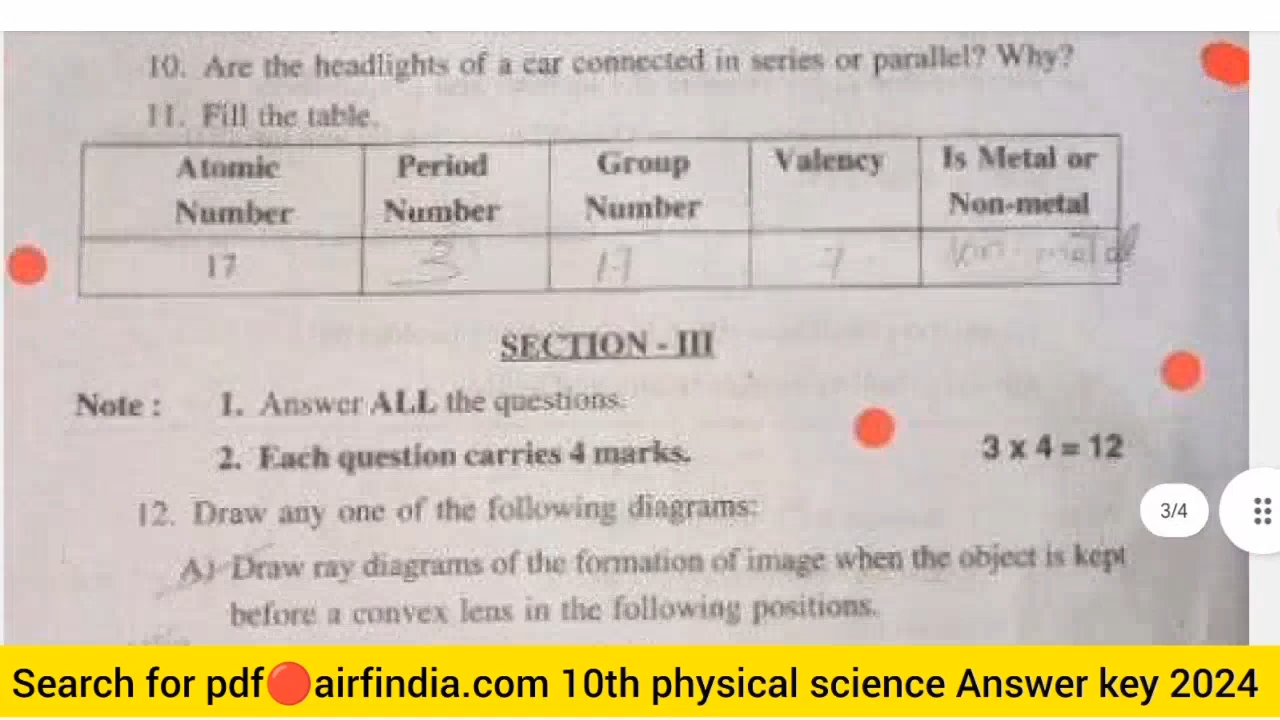 10. Are the headlights of a car connected in series or parallel? Why?
11. Fill the table.
Atomic Number Period Number Group Number Valency Is Metal or Non-metal
17 3 17 7 Non-metal
SECTION - III
Note : 1. Answer ALL the questions.
2. Each question carries 4 marks.
3 x 4 = 12
12. Draw any one of the following diagrams:
3/4
A) Draw ray diagrams of the formation of image when the object is kept
before a convex lens in the following positions.
Search for pdf🔴airfindia.com 10th physical science Answer key 2024